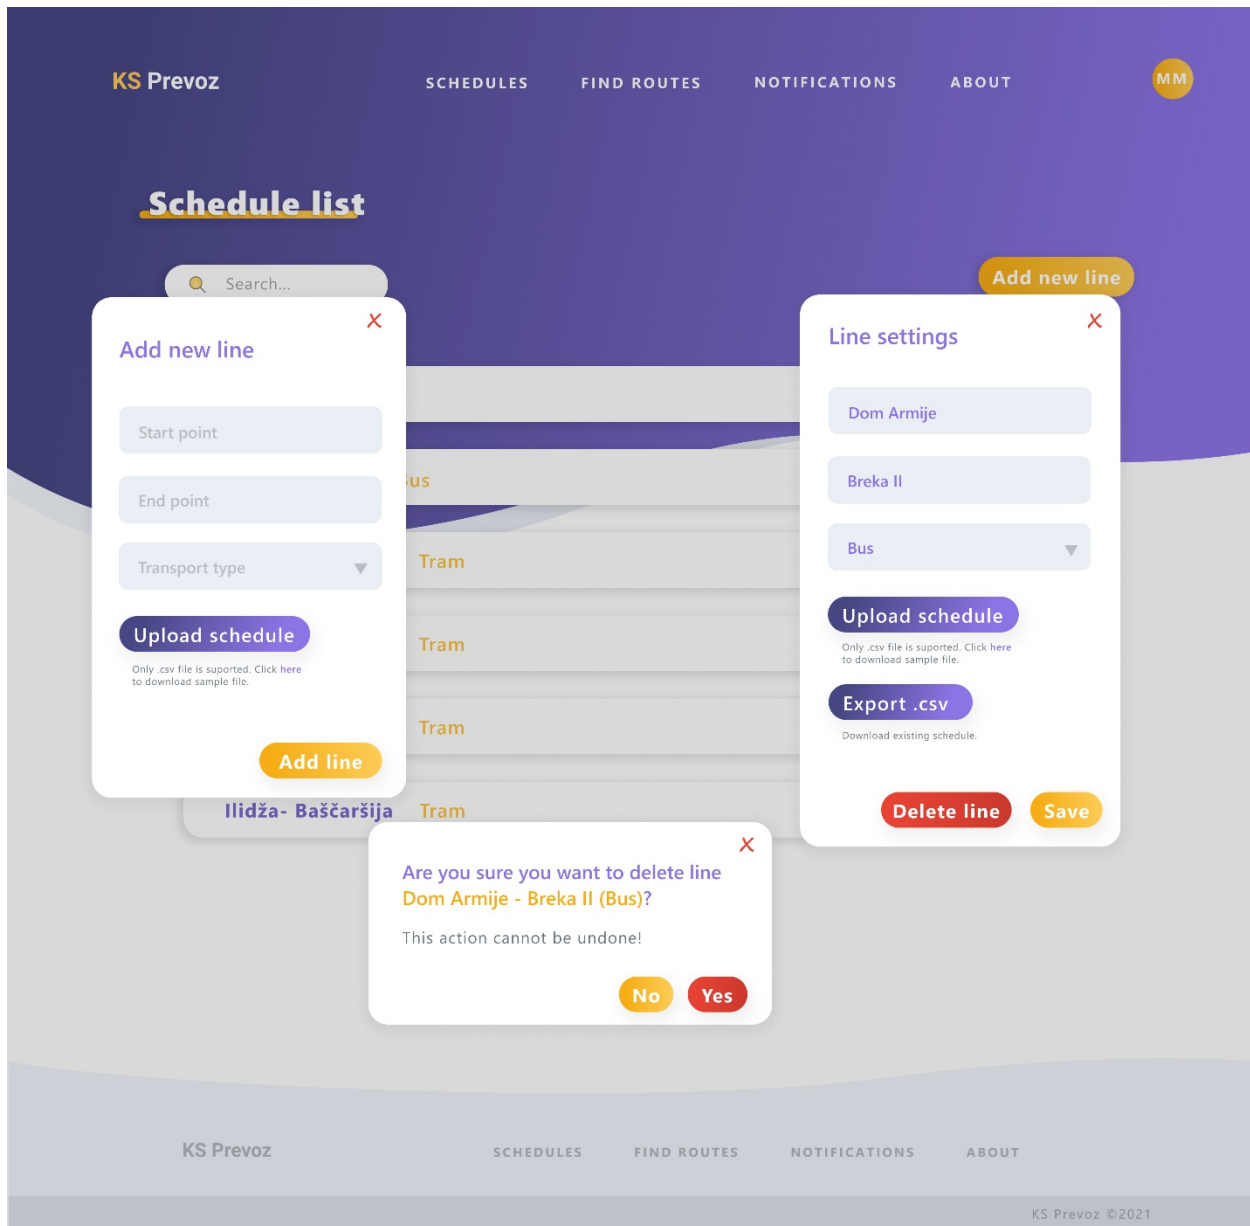 KS Prevoz
SCHEDULES FIND ROUTES NOTIFICATIONS ABOUT
MM
Schedule list
Search...
Add new line
X
Add new line
Start point
End point
Transport type
Upload schedule
Only .csv file is suported. Click here
to download sample file.
Add line
Tram
Tram
Tram
Ilidža- Baščaršija Tram
X
Line settings
Dom Armije
Breka II
Bus
Upload schedule
Only .csv file is suported. Click here
to download sample file.
Export .csv
Download existing schedule.
Delete line Save
X
Are you sure you want to delete line
Dom Armije - Breka II (Bus)?
This action cannot be undone!
No Yes
KS Prevoz
SCHEDULES FIND ROUTES NOTIFICATIONS ABOUT
KS Prevoz ©2021